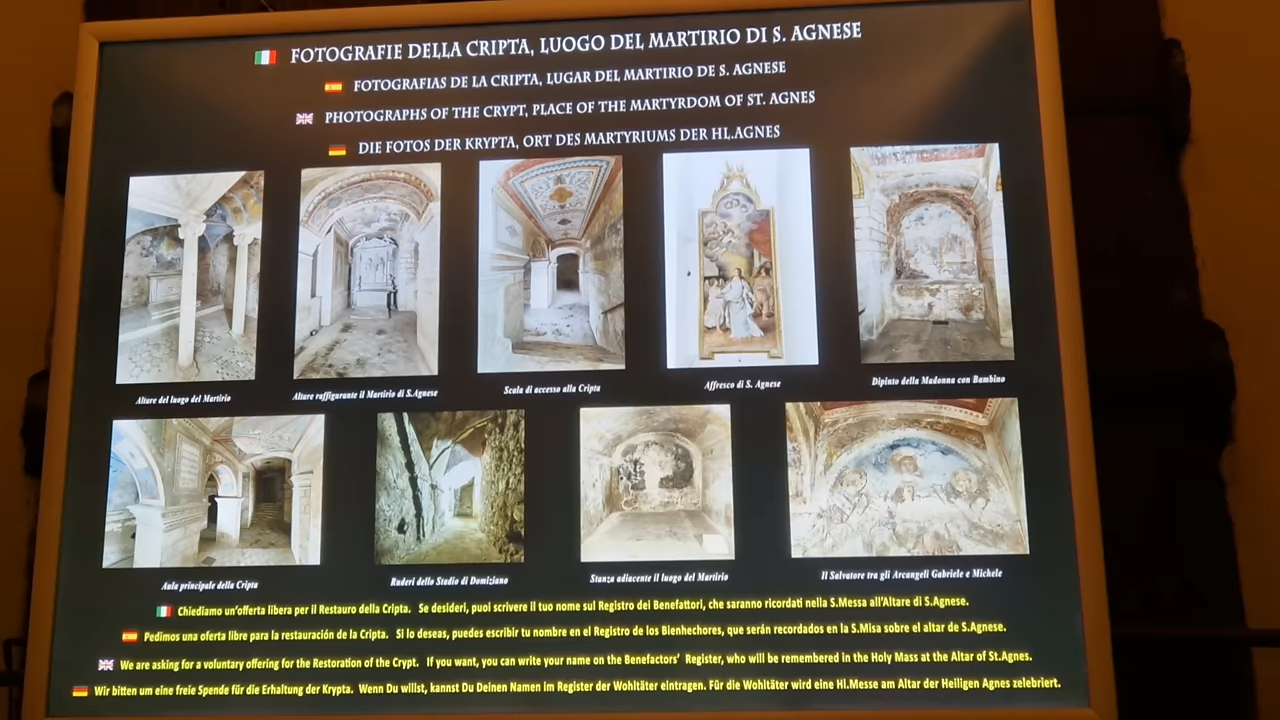 FOTOGRAFIE DELLA CRIPTA, LUOGO DEL MARTIRIO DI S. AGNESE
FOTOGRAFIAS DE LA CRIPTA, LUGAR DEL MARTIRIO DE S. AGNESE
PHOTOGRAPHS OF THE CRYPT, PLACE OF THE MARTYRDOM OF ST. AGNES
DIE FOTOS DER KRYPTA, ORT DES MARTYRIUMS DER HL.AGNES
Altare del luogo del Martirio
Altare raffigurante il Martirio di S.Agnese
Scala di accesso alla Cripta
Affresco di S. Agnese
Dipinto della Madonna con Bambino
Aula principale della Cripta
Ruderi dello Stadio di Domiziano
Stanza adiacente il luogo del Martirio
Il Salvatore tra gli Arcangeli Gabriele e Michele
Chiediamo un'offerta libera per il Restauro della Cripta. Se desideri, puoi scrivere il tuo nome sul Registro dei Benefattori, che saranno ricordati nella S.Messa all'Altare di S.Agnese.
Pedimos una oferta libre para la restauración de la Cripta. Si lo deseas, puedes escribir tu nombre en el Registro de los Bienhechores, que serán recordados en la S.Misa sobre el altar de S.Agnese.
We are asking for a voluntary offering for the Restoration of the Crypt. If you want, you can write your name on the Benefactors' Register, who will be remembered in the Holy Mass at the Altar of St.Agnes.
Wir bitten um eine freie Spende für die Erhaltung der Krypta. Wenn Du willst, kannst Du Deinen Namen im Register der Wohltäter eintragen. Für die Wohltäter wird eine Hl.Messe am Altar der Heiligen Agnes zelebriert.